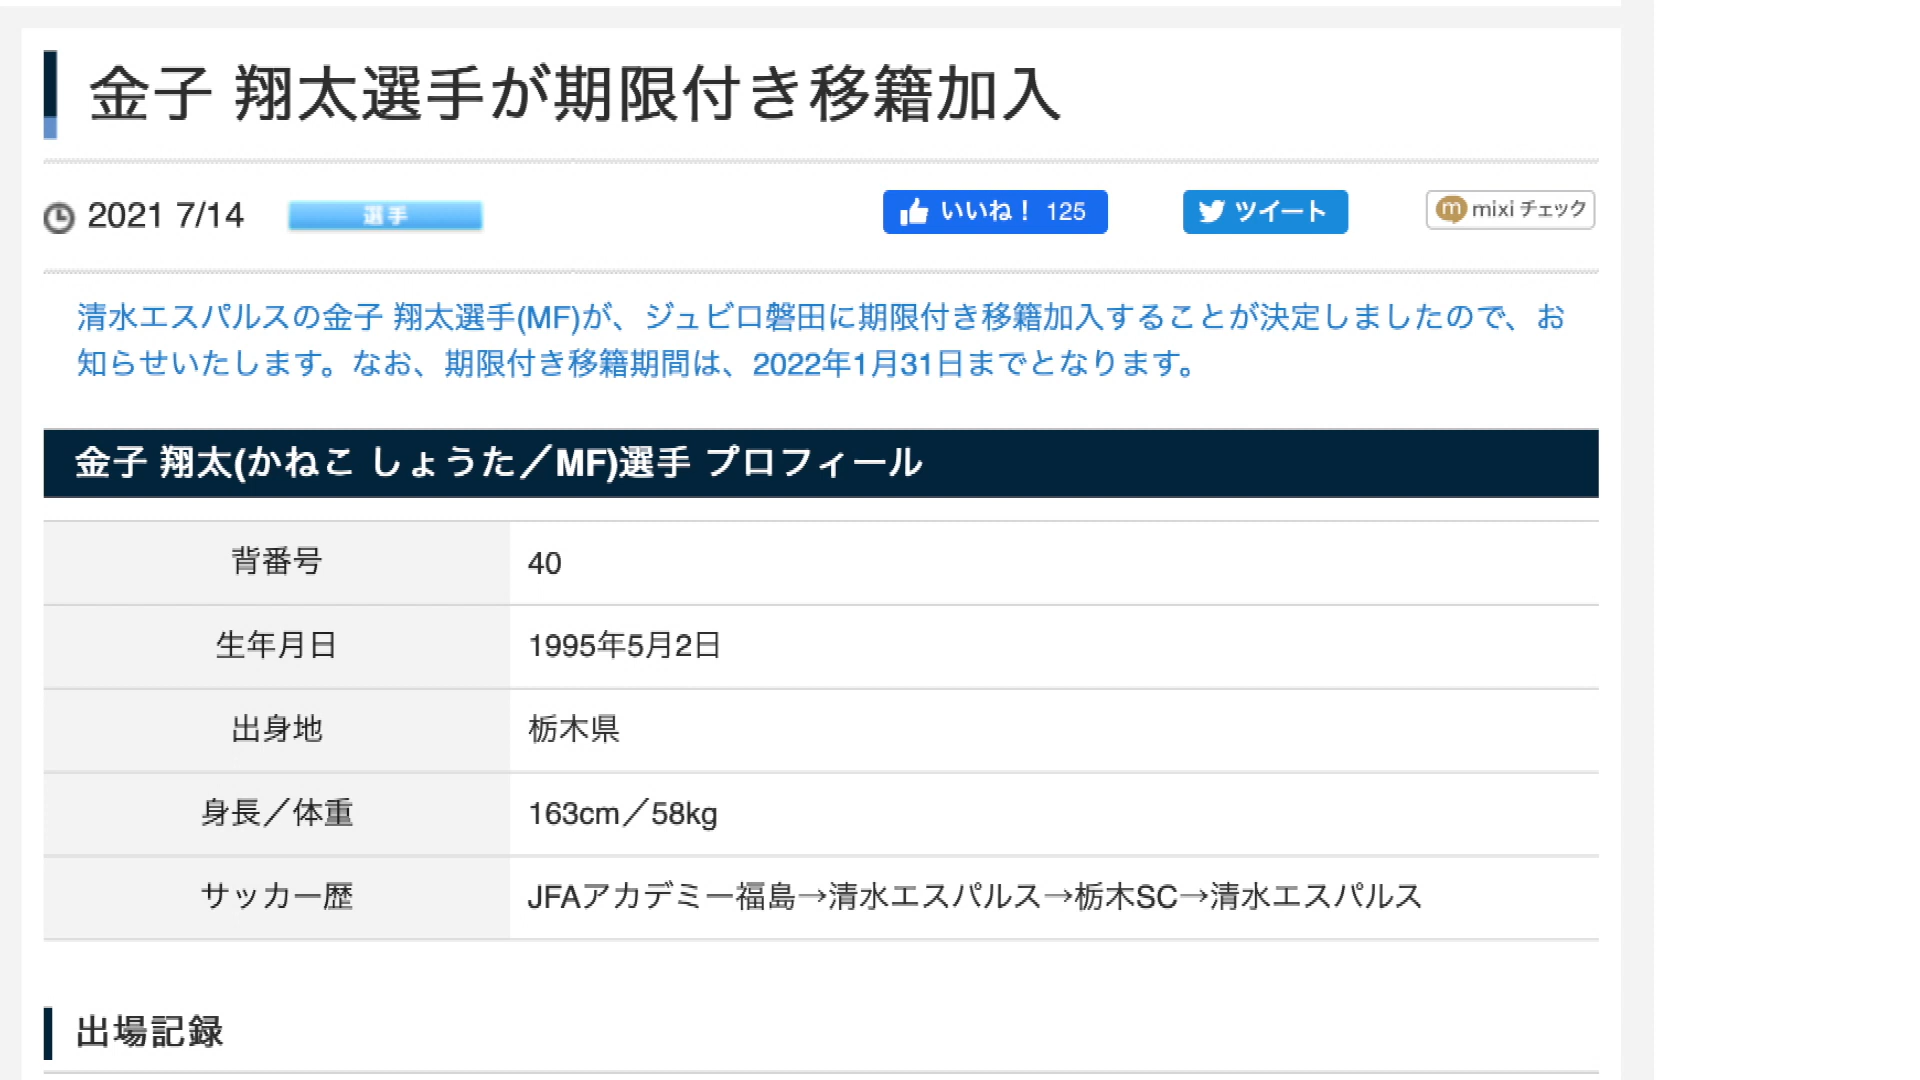 金子 翔太選手が期限付き移籍加入
2021 7/14 選手 いいね！ 125 ツイート mixi チェック
清水エスパルスの金子 翔太選手(MF)が、ジュビロ磐田に期限付き移籍加入することが決定しましたので、お
知らせいたします。なお、期限付き移籍期間は、2022年1月31日までとなります。
金子 翔太(かねこ しょうた／MF)選手 プロフィール
背番号 40
生年月日 1995年5月2日
出身地 栃木県
身長／体重 163cm／58kg
サッカー歴 JFAアカデミー福島→清水エスパルス→栃木SC→清水エスパルス
出場記録